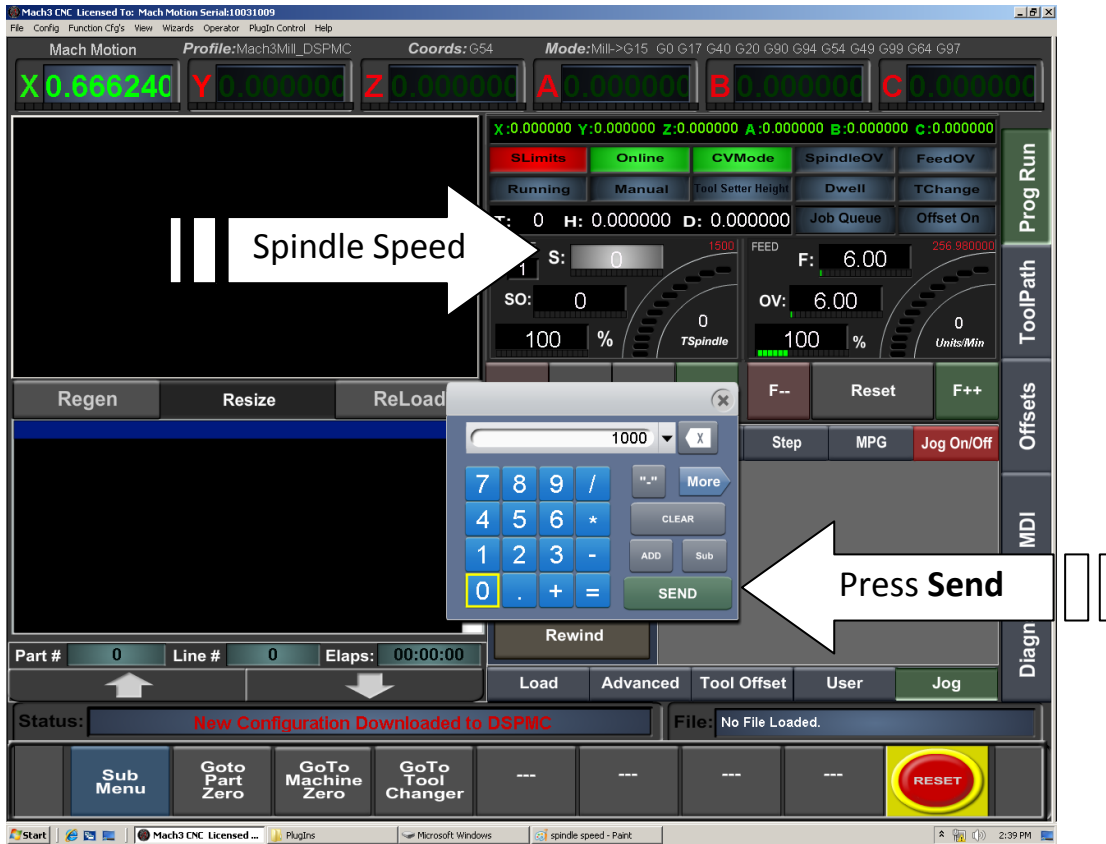 Mach3 CNC Licensed To: Mach Motion Serial:10031009
File Config Function Cfg's View Wizards Operator PlugIn Control Help
Mach Motion Profile:Mach3Mill_DSPMC Coords:G54 Mode:Mill->G15 G0 G17 G40 G20 G90 G94 G54 G49 G99 G64 G97
X 0.666240 Y 0.000000 Z 0.000000 A 0.000000 B 0.000000 C 0.000000
X:0.000000 Y:0.000000 Z:0.000000 A:0.000000 B:0.000000 C:0.000000
SLimits Online CVMode SpindleOV FeedOV
Running Manual Tool Setter Height Dwell TChange
T: 0 H: 0.000000 D: 0.000000 Job Queue Offset On
Prog Run
Spindle Speed
1 S: 0 1500
FEED F: 6.00 256.980000
SO: 0 OV: 6.00
100 % 0 TSpindle
100 % 0 Units/Min
ToolPath
Regen Resize ReLoad
F-- Reset F++
Offsets
1000 X
Step MPG Jog On/Off
7 8 9 / "-" More
4 5 6 * CLEAR
1 2 3 - ADD Sub
0 . + = SEND
MDI
Press Send
Rewind
Diagn
Part # 0 Line # 0 Elaps: 00:00:00
Load Advanced Tool Offset User Jog
Status: New Configuration Downloaded to DSPMC File: No File Loaded.
Sub
Menu
Goto
Part
Zero
GoTo
Machine
Zero
GoTo
Tool
Changer
--- --- --- ---
RESET
Start Mach3 CNC Licensed ... PlugIns Microsoft Windows spindle speed - Paint 2:39 PM